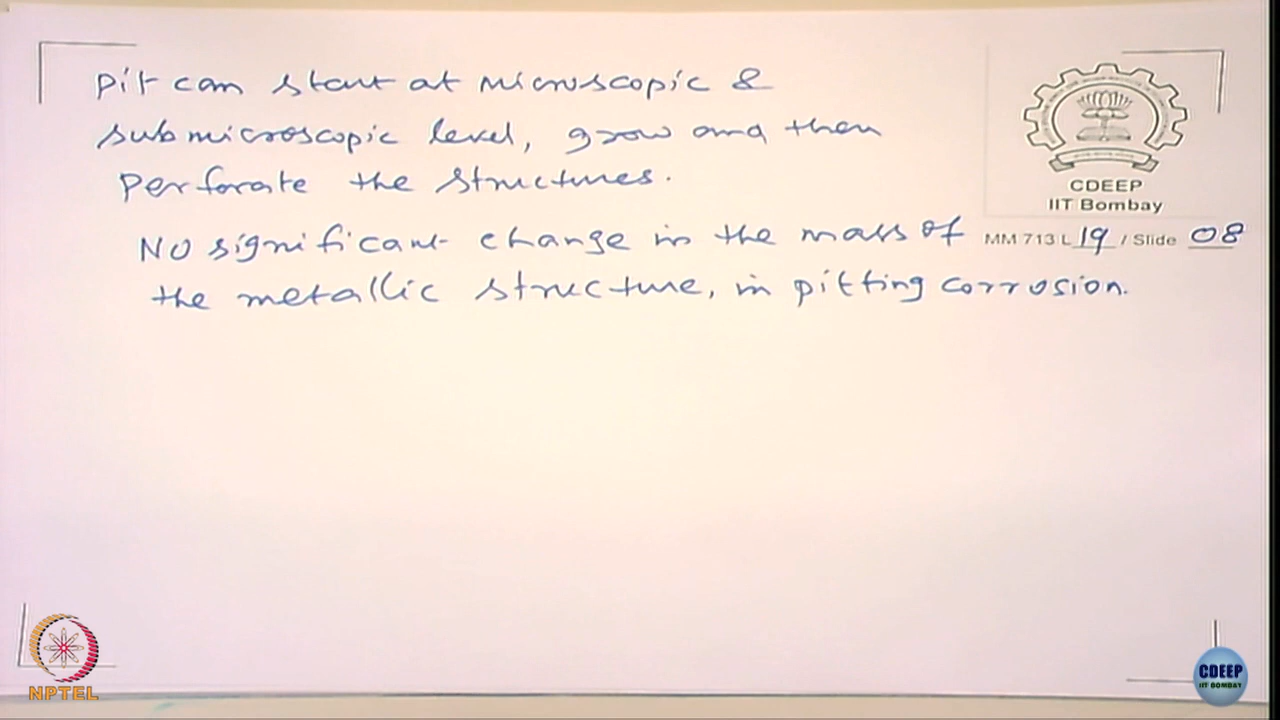 Pit can start at microscopic &
submicroscopic level, grow and then
perforate the structures.
No significant change in the mass of
the metallic structure, in pitting corrosion.
CDEEP
IIT Bombay
MM 713 L 19 / Slide 08
NPTEL
CDEEP
IIT BOMBAY